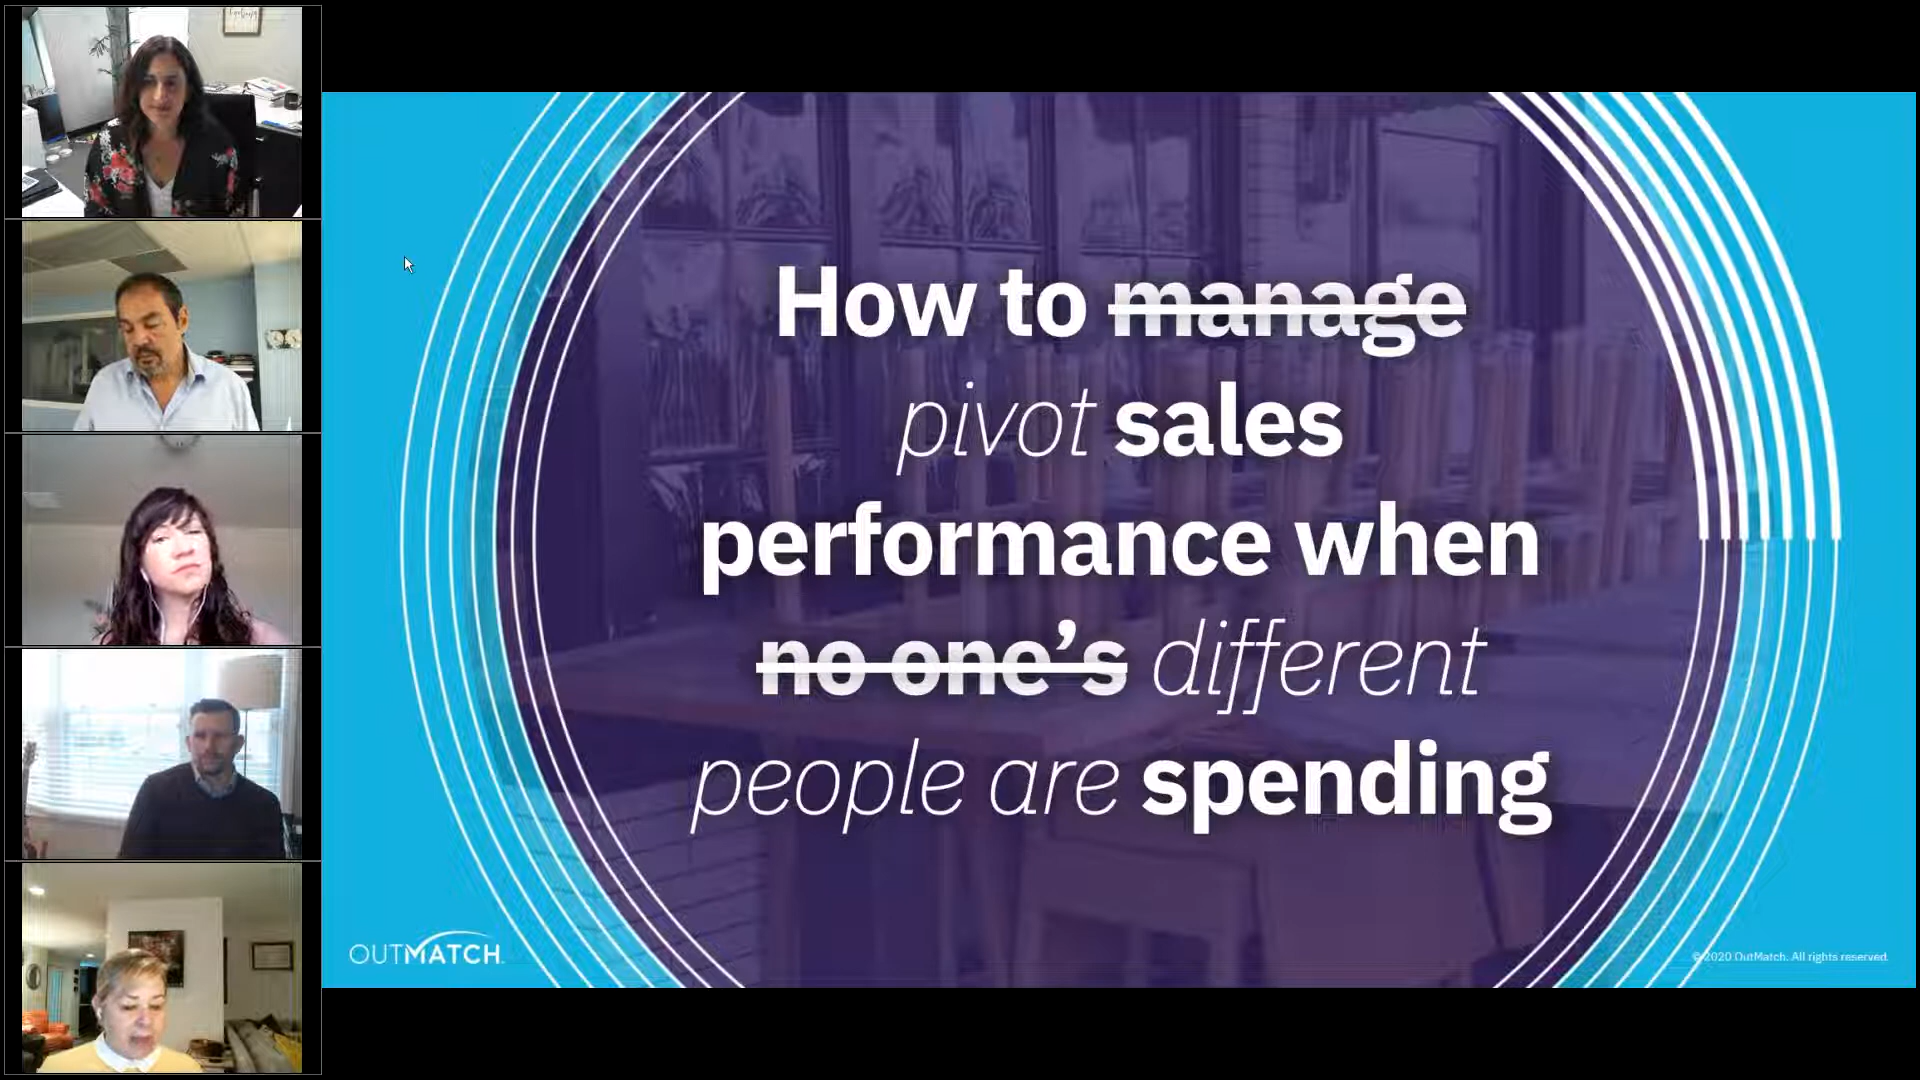 How to manage
pivot sales
performance when
no one's different
people are spending
OUTMATCH
© 2020 OutMatch. All rights reserved.